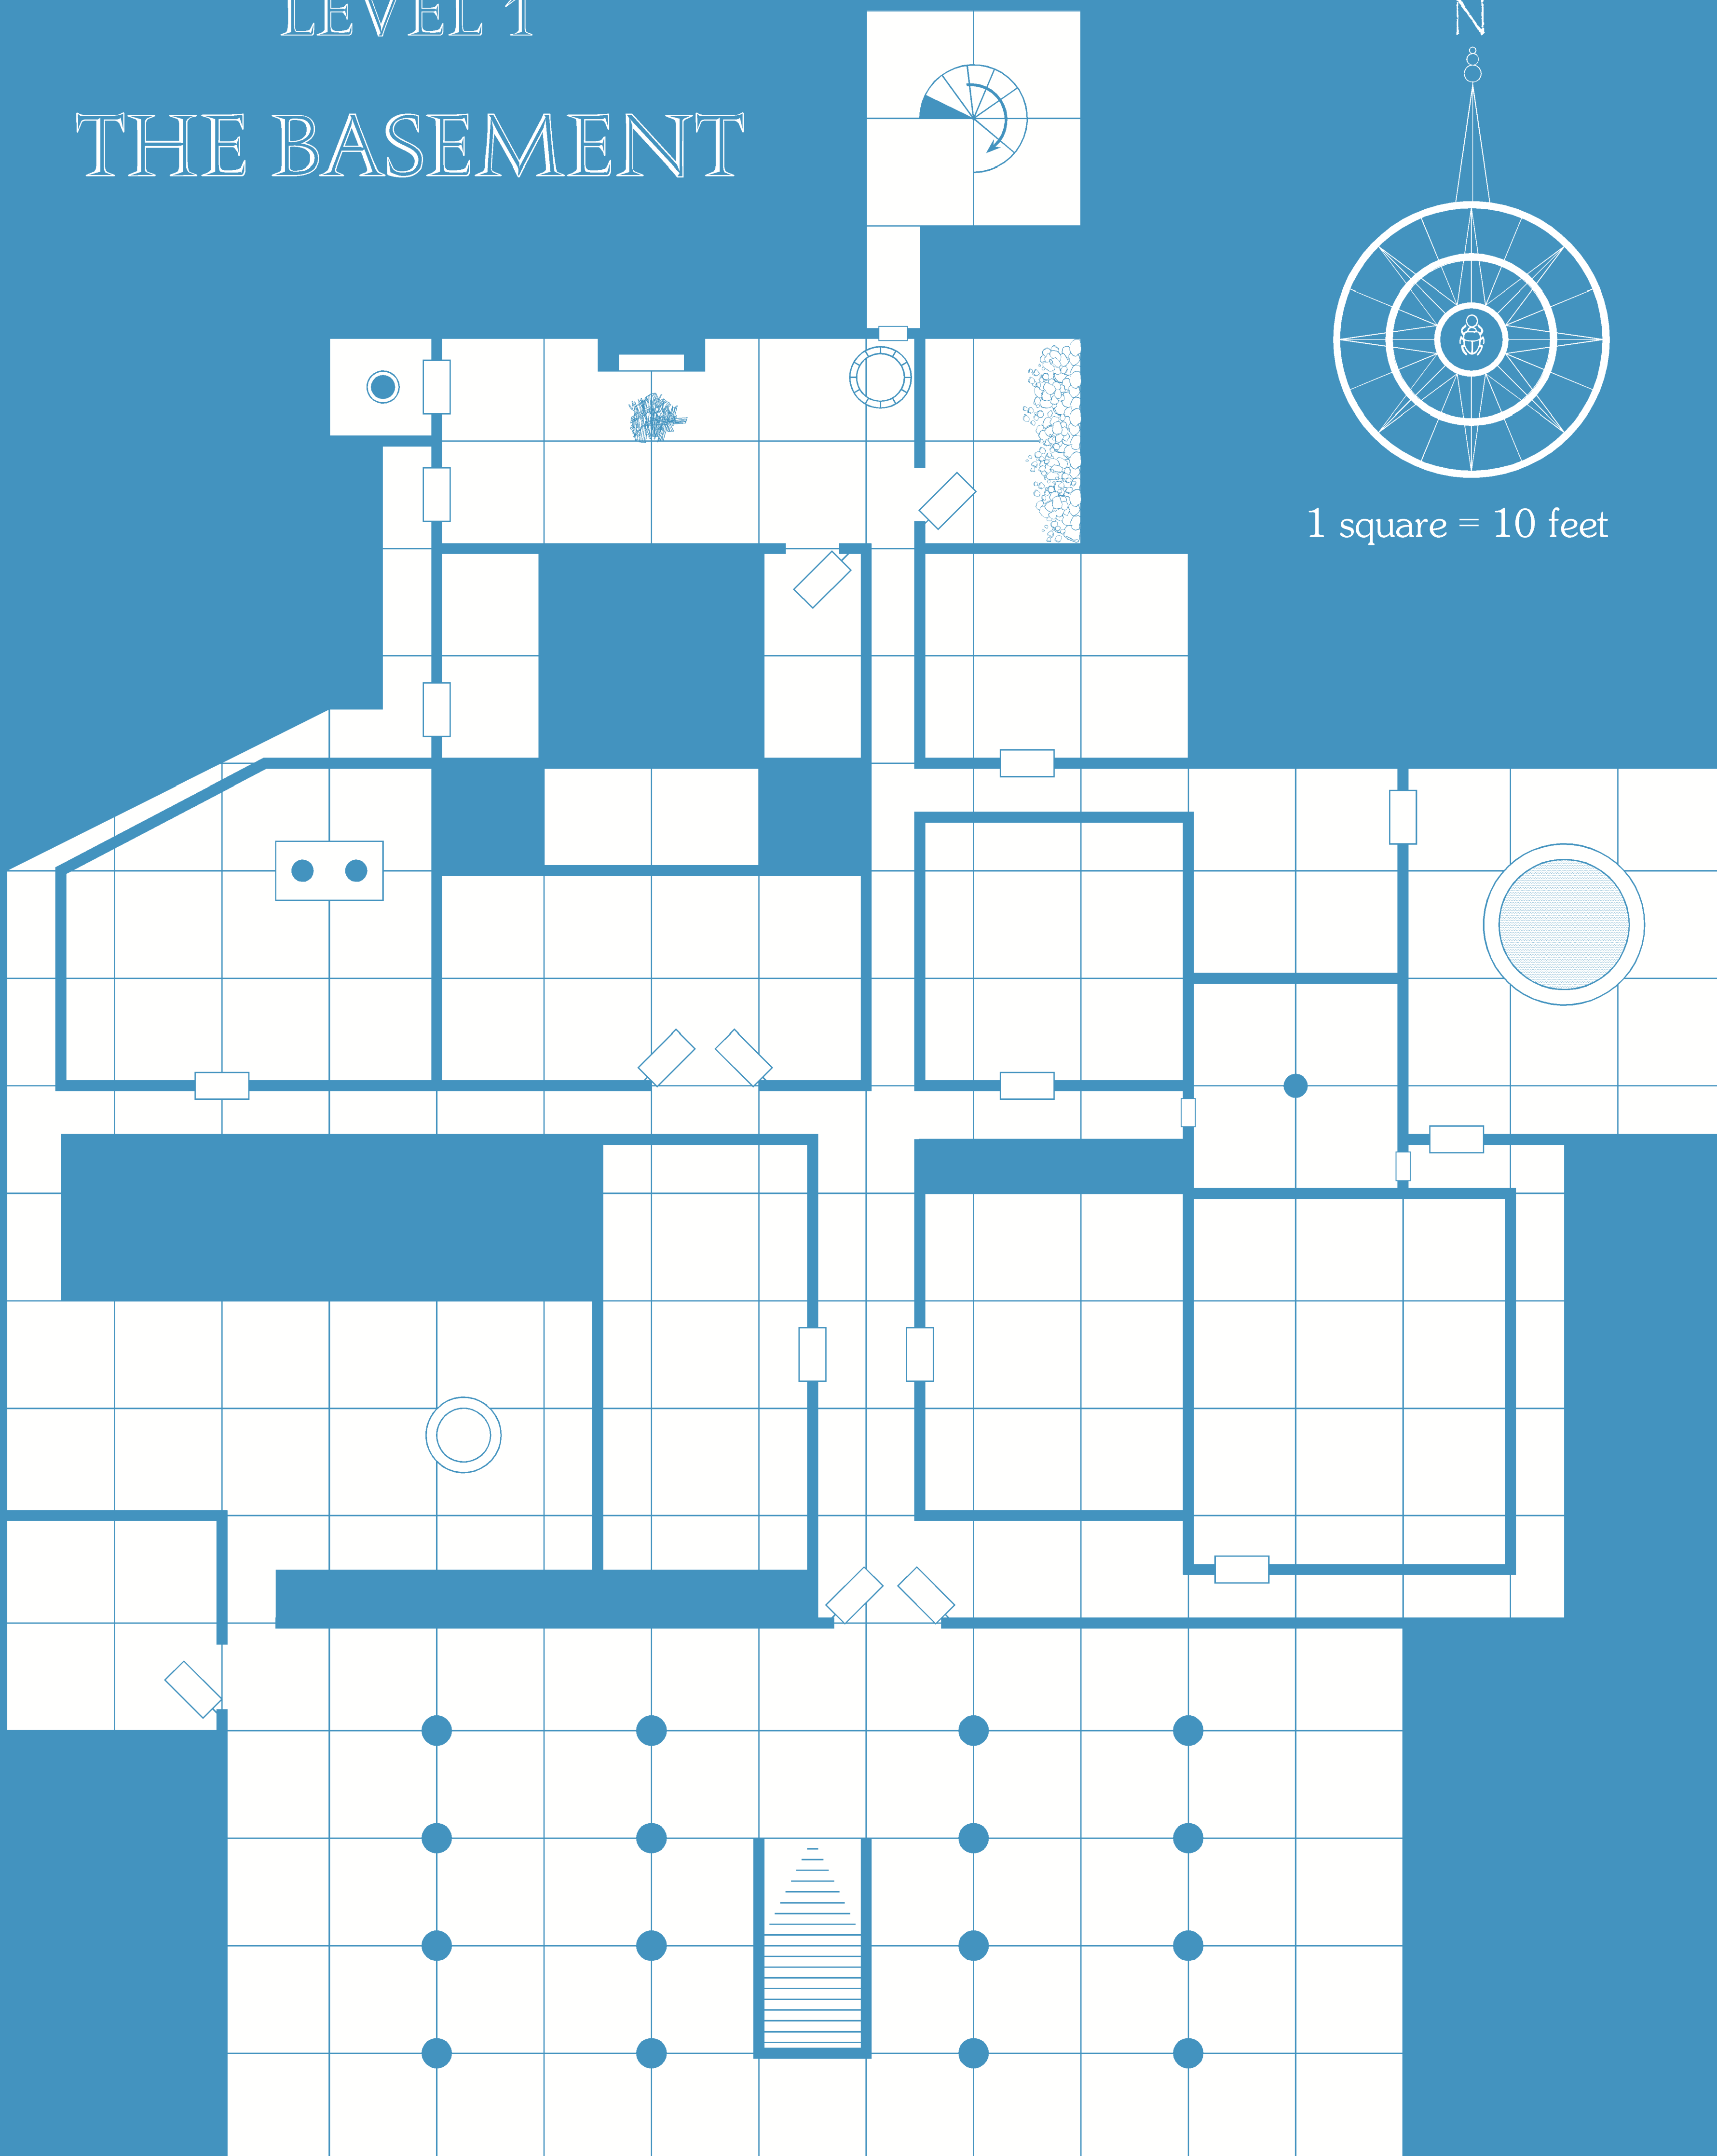 LEVEL 1
THE BASEMENT
N
1 square = 10 feet